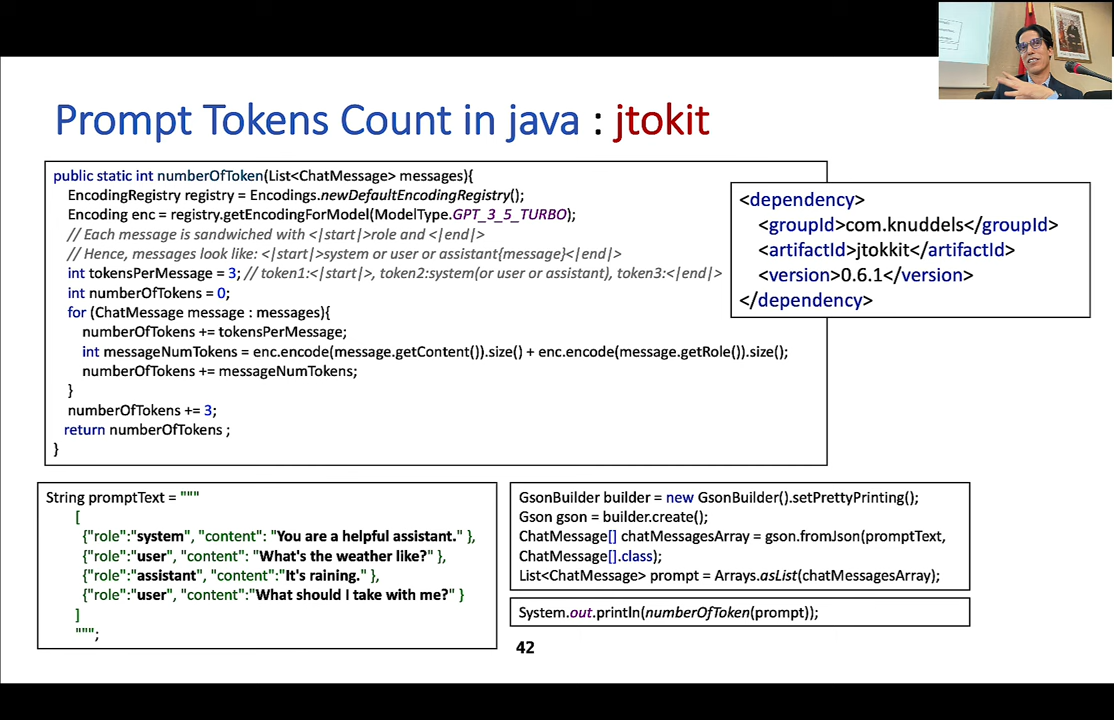 Prompt Tokens Count in java : jtokit
public static int numberOfToken(List<ChatMessage> messages){
EncodingRegistry registry = Encodings.newDefaultEncodingRegistry();
Encoding enc = registry.getEncodingForModel(ModelType.GPT_3_5_TURBO);
// Each message is sandwiched with <|start|>role and <|end|>
// Hence, messages look like: <|start|>system or user or assistant{message}<|end|>
int tokensPerMessage = 3; // token1:<|start|>, token2:system(or user or assistant), token3:<|end|>
int numberOfTokens = 0;
for (ChatMessage message : messages){
numberOfTokens += tokensPerMessage;
int messageNumTokens = enc.encode(message.getContent()).size() + enc.encode(message.getRole()).size();
numberOfTokens += messageNumTokens;
}
numberOfTokens += 3;
return numberOfTokens ;
}
<dependency>
<groupId>com.knuddels</groupId>
<artifactId>jtokkit</artifactId>
<version>0.6.1</version>
</dependency>
String promptText = """
[
{"role":"system", "content": "You are a helpful assistant." },
{"role":"user", "content": "What's the weather like?" },
{"role":"assistant", "content":"It's raining." },
{"role":"user", "content":"What should I take with me?" }
]
""";
GsonBuilder builder = new GsonBuilder().setPrettyPrinting();
Gson gson = builder.create();
ChatMessage[] chatMessagesArray = gson.fromJson(promptText,
ChatMessage[].class);
List<ChatMessage> prompt = Arrays.asList(chatMessagesArray);
System.out.println(numberOfToken(prompt));
42